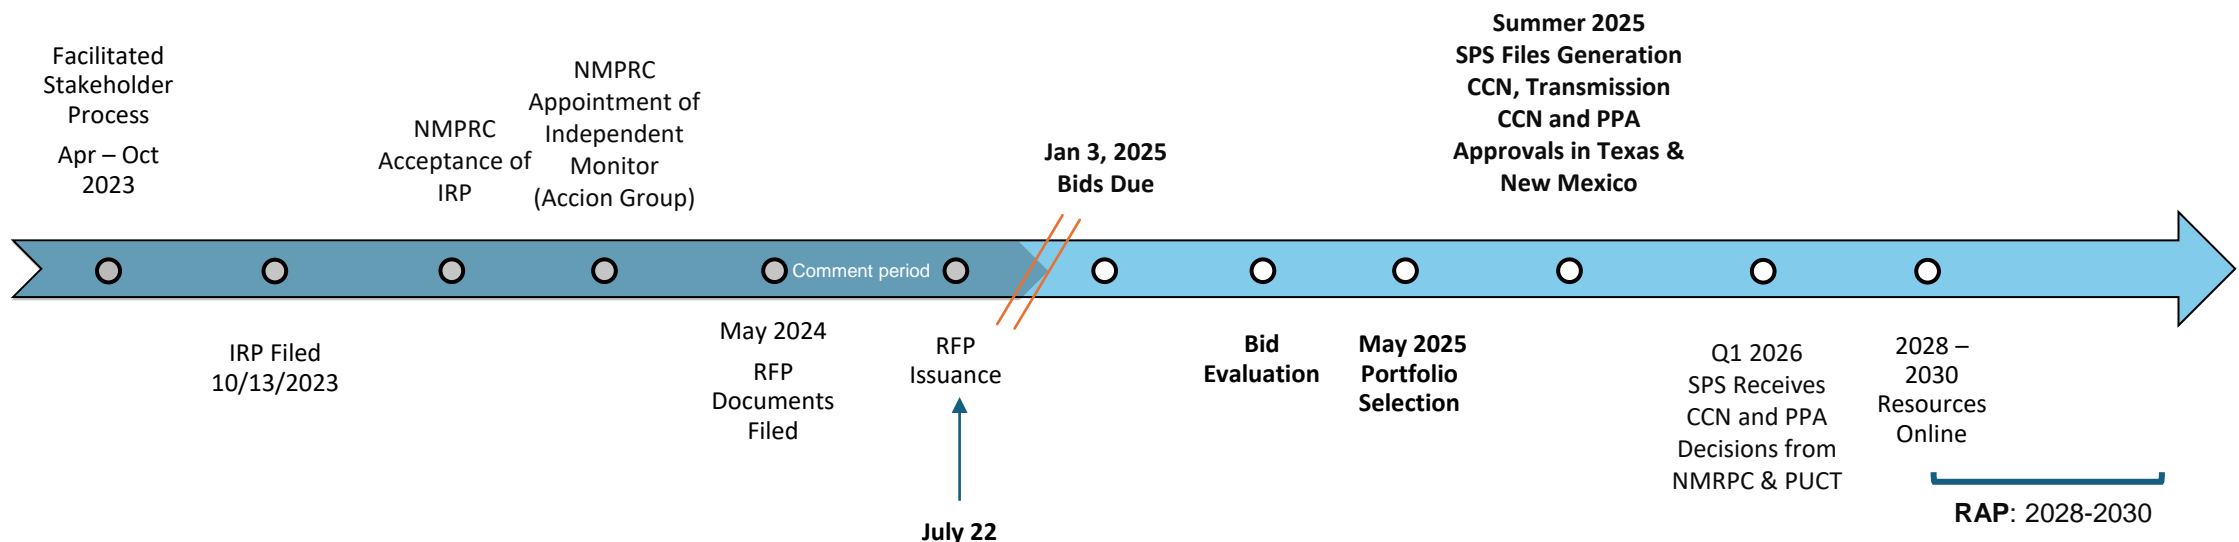 Facilitated
Stakeholder
Process
Apr – Oct
2023
IRP Filed
10/13/2023
NMPRC
Acceptance of
IRP
NMPRC
Appointment of
Independent
Monitor
(Accion Group)
May 2024
RFP
Documents
Filed
Comment period
RFP
Issuance
July 22
Jan 3, 2025
Bids Due
Bid
Evaluation
May 2025
Portfolio
Selection
Summer 2025
SPS Files Generation
CCN, Transmission
CCN and PPA
Approvals in Texas &
New Mexico
Q1 2026
SPS Receives
CCN and PPA
Decisions from
NMRPC & PUCT
2028 –
2030
Resources
Online
RAP: 2028-2030